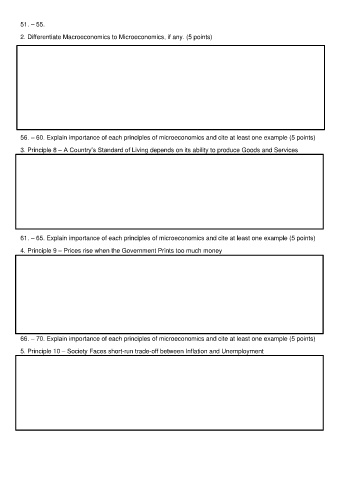 51. – 55.
2. Differentiate Macroeconomics to Microeconomics, if any. (5 points)
56. – 60. Explain importance of each principles of microeconomics and cite at least one example (5 points)
3. Principle 8 – A Country's Standard of Living depends on its ability to produce Goods and Services
61. – 65. Explain importance of each principles of microeconomics and cite at least one example (5 points)
4. Principle 9 – Prices rise when the Government Prints too much money
66. – 70. Explain importance of each principles of microeconomics and cite at least one example (5 points)
5. Principle 10 – Society Faces short-run trade-off between Inflation and Unemployment